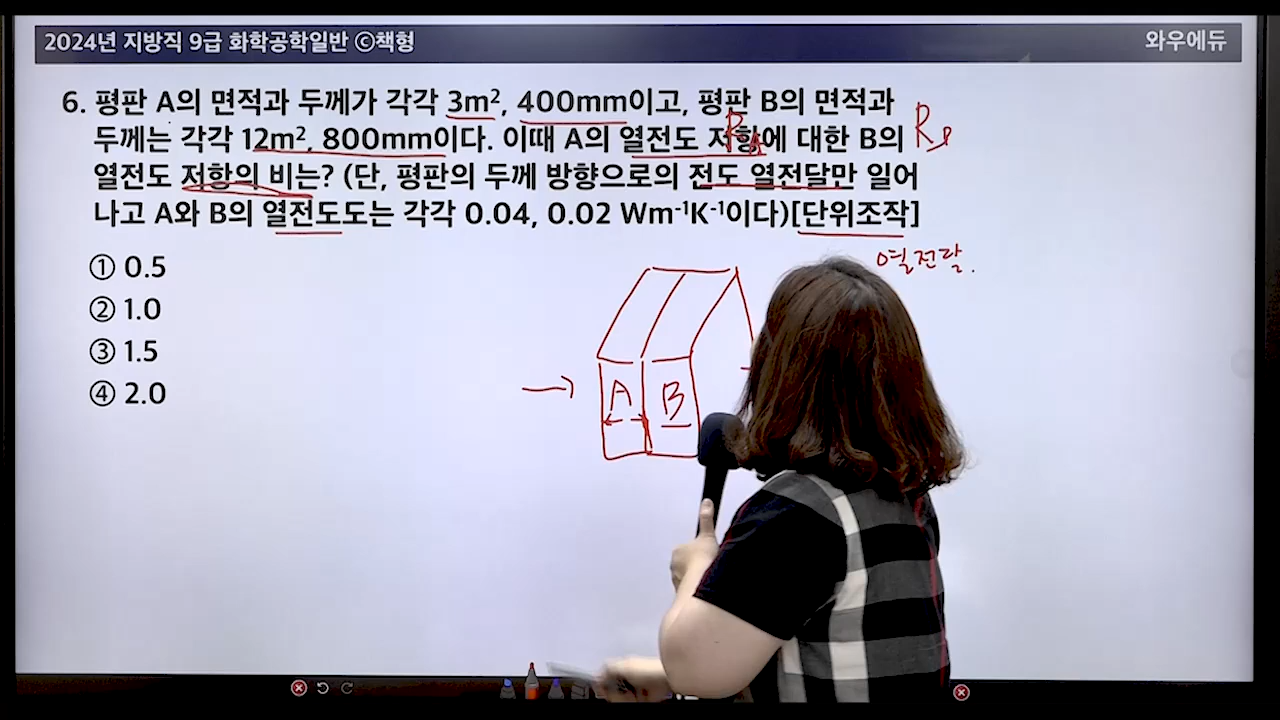 2024년 지방직 9급 화학공학일반 ⓒ책형
와우에듀
6. 평판 A의 면적과 두께가 각각 3m², 400mm이고, 평판 B의 면적과
두께는 각각 12m², 800mm이다. 이때 A의 열전도 저항에 대한 B의
열전도 저항의 비는? (단, 평판의 두께 방향으로의 전도 열전달만 일어
나고 A와 B의 열전도도는 각각 0.04, 0.02 Wm⁻¹K⁻¹이다)[단위조작]
① 0.5
② 1.0
③ 1.5
④ 2.0
열전달.
A B